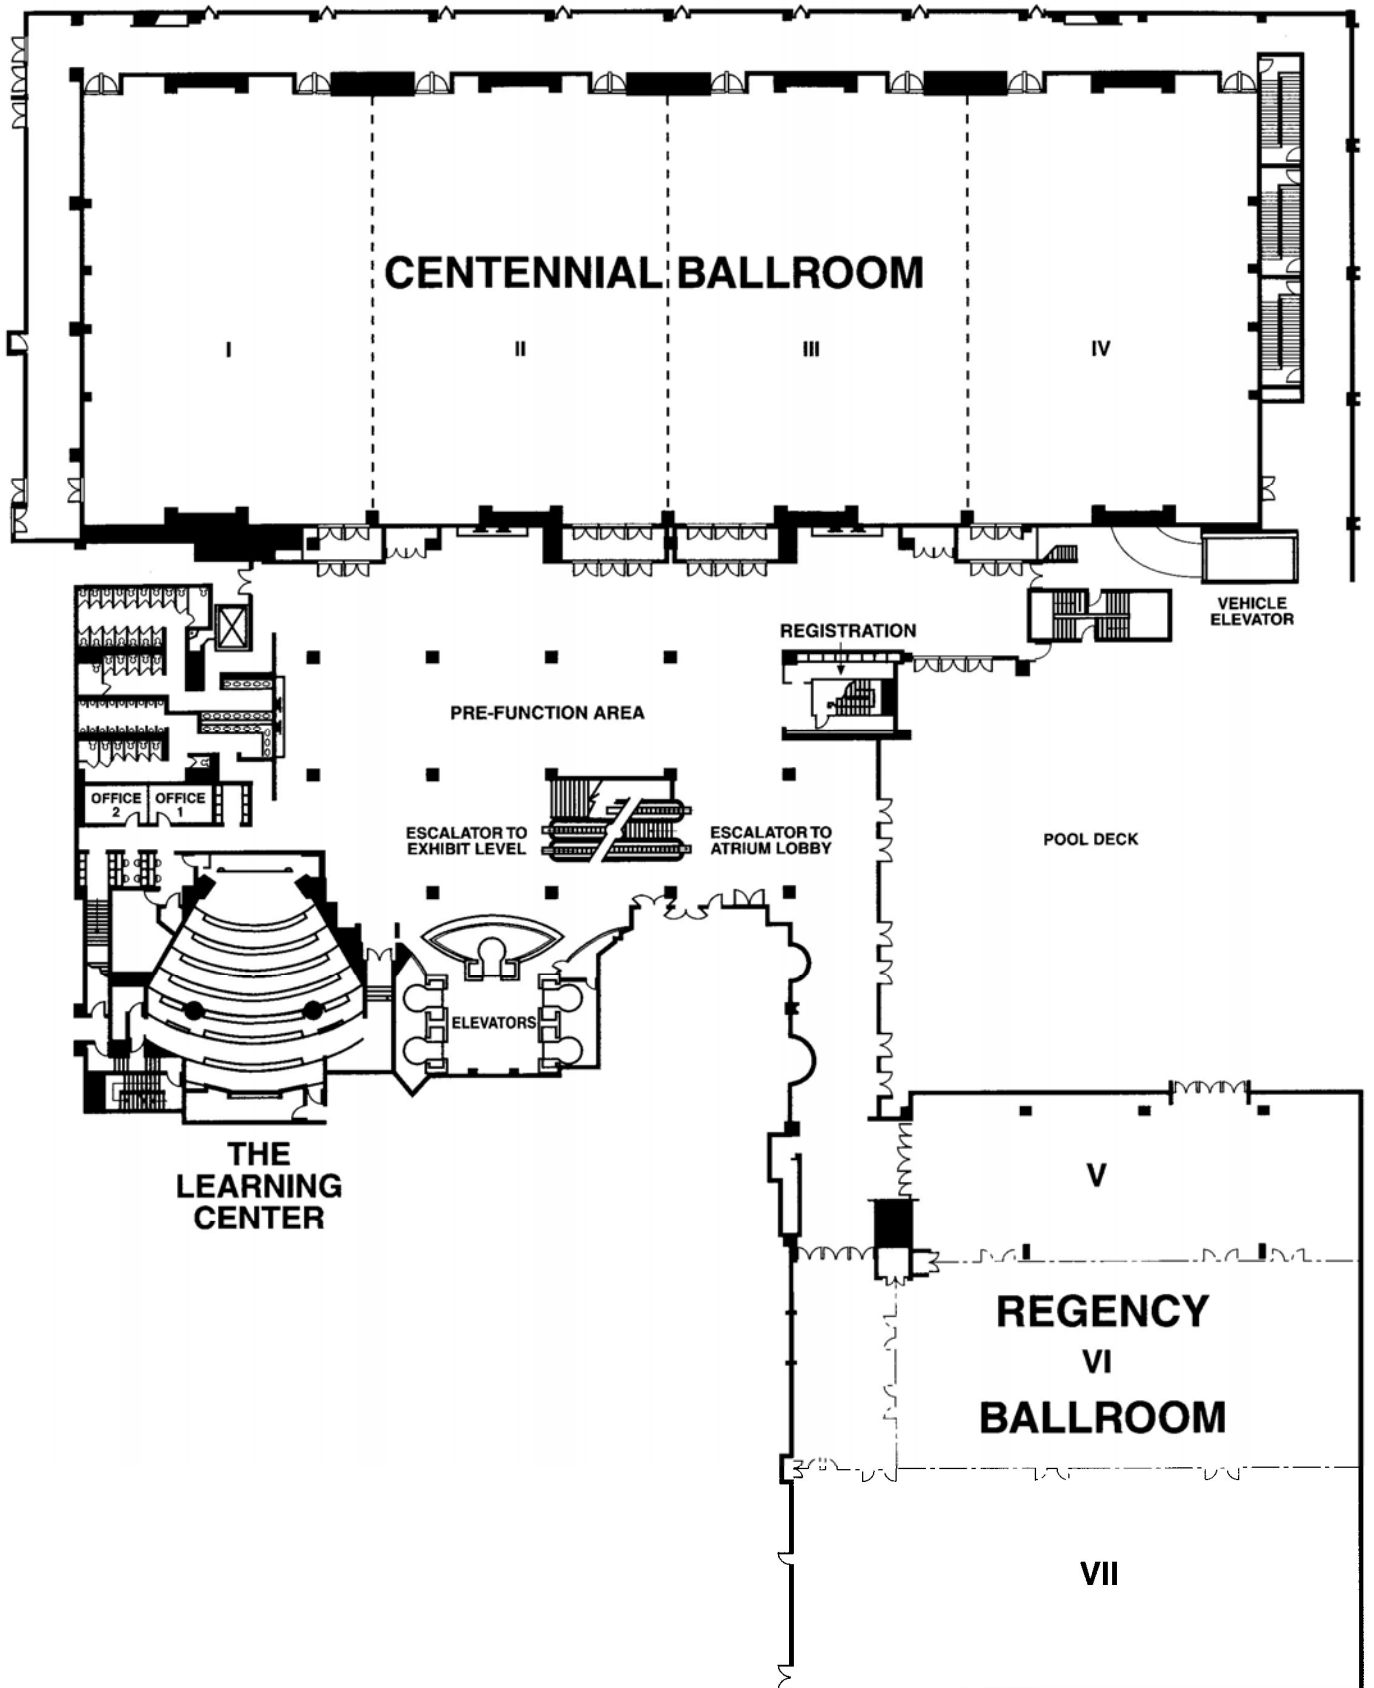 CENTENNIAL BALLROOM
I
II
III
IV
VEHICLE
ELEVATOR
REGISTRATION
PRE-FUNCTION AREA
OFFICE
2
OFFICE
1
ESCALATOR TO
EXHIBIT LEVEL
ESCALATOR TO
ATRIUM LOBBY
POOL DECK
ELEVATORS
THE
LEARNING
CENTER
V
REGENCY
VI
BALLROOM
VII